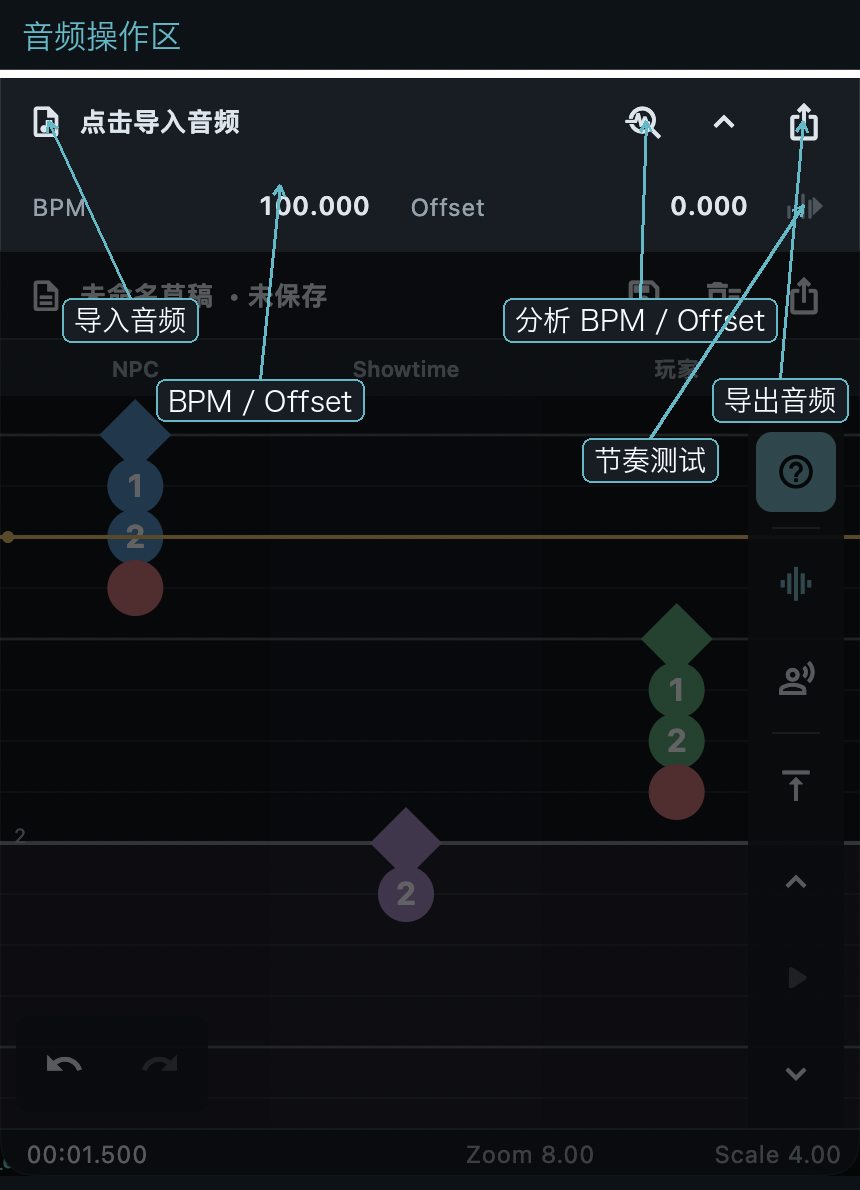 音频操作区
点击导入音频
BPM 100.000 Offset 0.000
未命名草稿 · 未保存
导入音频
分析 BPM / Offset
NPC Showtime 玩家
BPM / Offset
导出音频
节奏测试
1
2
1
2
2
2
00:01.500 Zoom 8.00 Scale 4.00